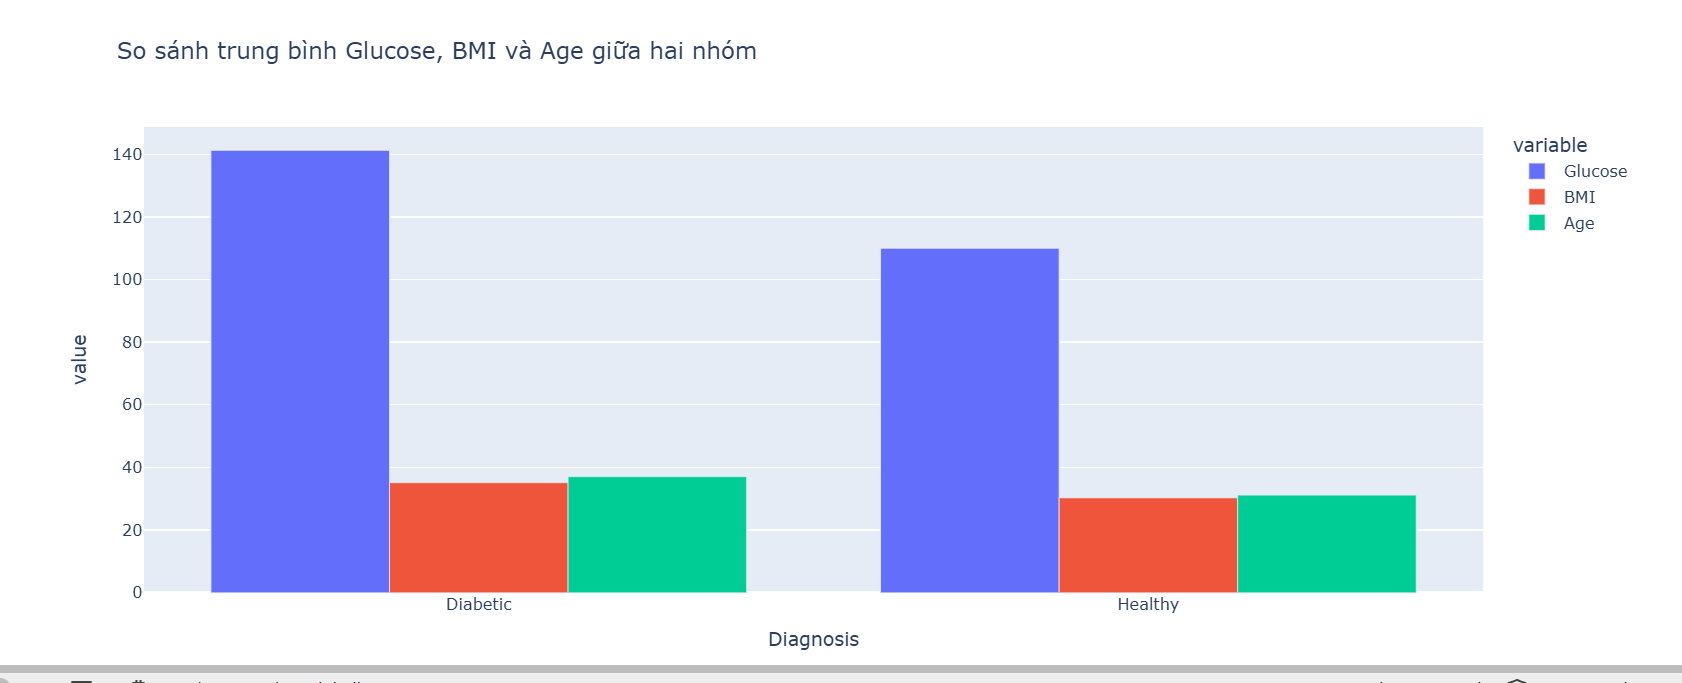 So sánh trung bình Glucose, BMI và Age giữa hai nhóm
variable
Glucose
BMI
Age
value
140
120
100
80
60
40
20
0
Diabetic Healthy
Diagnosis